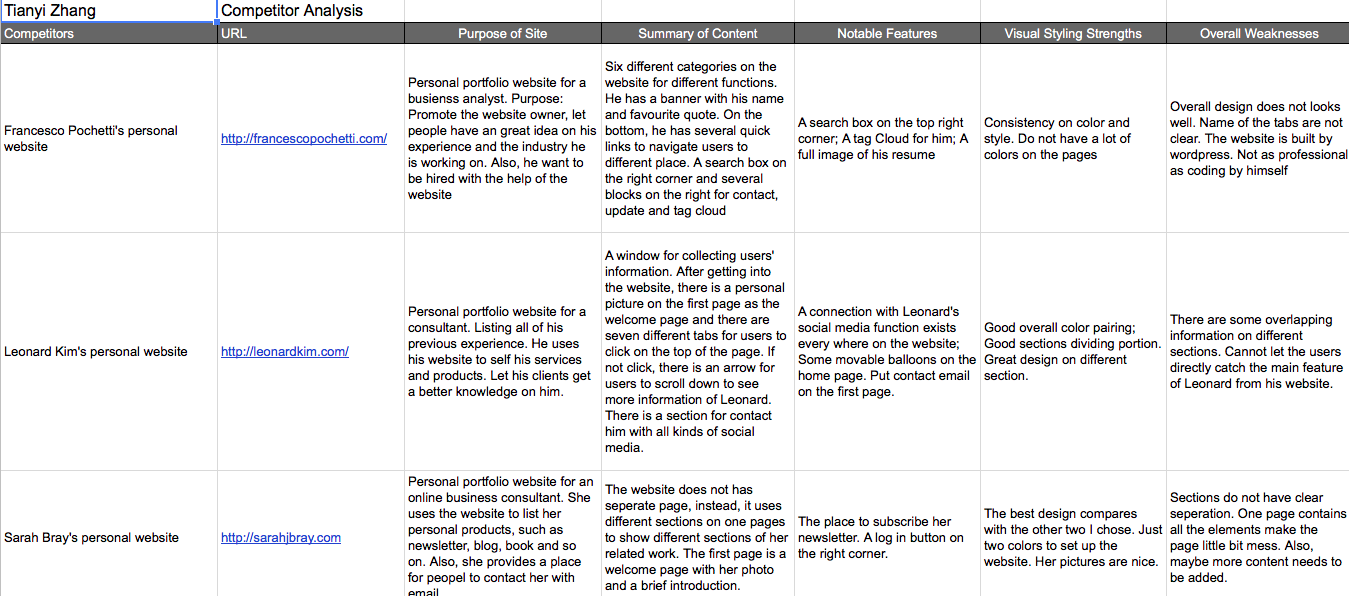 Tianyi Zhang
Competitor Analysis
Competitors
URL
Purpose of Site
Summary of Content
Notable Features
Visual Styling Strengths
Overall Weaknesses
Francesco Pochetti's personal
website
http://francescopochetti.com/
Personal portfolio website for a
busienss analyst. Purpose:
Promote the website owner, let
people have an great idea on his
experience and the industry he
is working on. Also, he want to
be hired with the help of the
website
Six different categories on the
website for different functions.
He has a banner with his name
and favourite quote. On the
bottom, he has several quick
links to navigate users to
different place. A search box on
the right corner and several
blocks on the right for contact,
update and tag cloud
A search box on the top right
corner; A tag Cloud for him; A
full image of his resume
Consistency on color and
style. Do not have a lot of
colors on the pages
Overall design does not looks
well. Name of the tabs are not
clear. The website is built by
wordpress. Not as professional
as coding by himself
Leonard Kim's personal website
http://leonardkim.com/
Personal portfolio website for a
consultant. Listing all of his
previous experience. He uses
his website to self his services
and products. Let his clients get
a better knowledge on him.
A window for collecting users'
information. After getting into
the website, there is a personal
picture on the first page as the
welcome page and there are
seven different tabs for users to
click on the top of the page. If
not click, there is an arrow for
users to scroll down to see
more information of Leonard.
There is a section for contact
him with all kinds of social
media.
A connection with Leonard's
social media function exists
every where on the website;
Some movable balloons on the
home page. Put contact email
on the first page.
Good overall color pairing;
Good sections dividing portion.
Great design on different
section.
There are some overlapping
information on different
sections. Cannot let the users
directly catch the main feature
of Leonard from his website.
Sarah Bray's personal website
http://sarahjbray.com
Personal portfolio website for an
online business consultant. She
uses the website to list her
personal products, such as
newsletter, blog, book and so
on. Also, she provides a place
for peopel to contact her with
email
The website does not has
seperate page, instead, it uses
different sections on one pages
to show different sections of her
related work. The first page is a
welcome page with her photo
and a brief introduction.
The place to subscribe her
newsletter. A log in button on
the right corner.
The best design compares
with the other two I chose. Just
two colors to set up the
website. Her pictures are nice.
Sections do not have clear
seperation. One page contains
all the elements make the
page little bit mess. Also,
maybe more content needs to
be added.